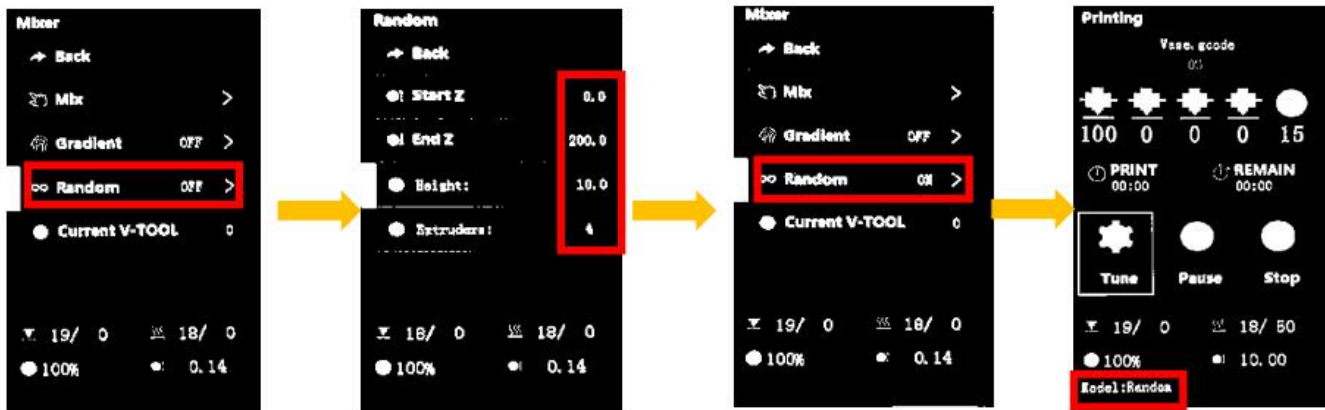 Mixer
Back
Mix >
Gradient OFF >
Random OFF >
Current V-TOOL 0
19/ 0 18/ 0
100% 0.14
Random
Back
Start Z 0.0
End Z 200.0
Height: 10.0
Extruders: 4
18/ 0 18/ 0
100% 0.14
Mixer
Back
Mix >
Gradient OFF >
Random ON >
Current V-TOOL 0
19/ 0 18/ 0
100% 0.14
Printing
Vase.gcode
0%
100 0 0 0 15
PRINT REMAIN
00:00 00:00
Tune Pause Stop
19/ 0 18/ 50
100% 10.00
Model:Random